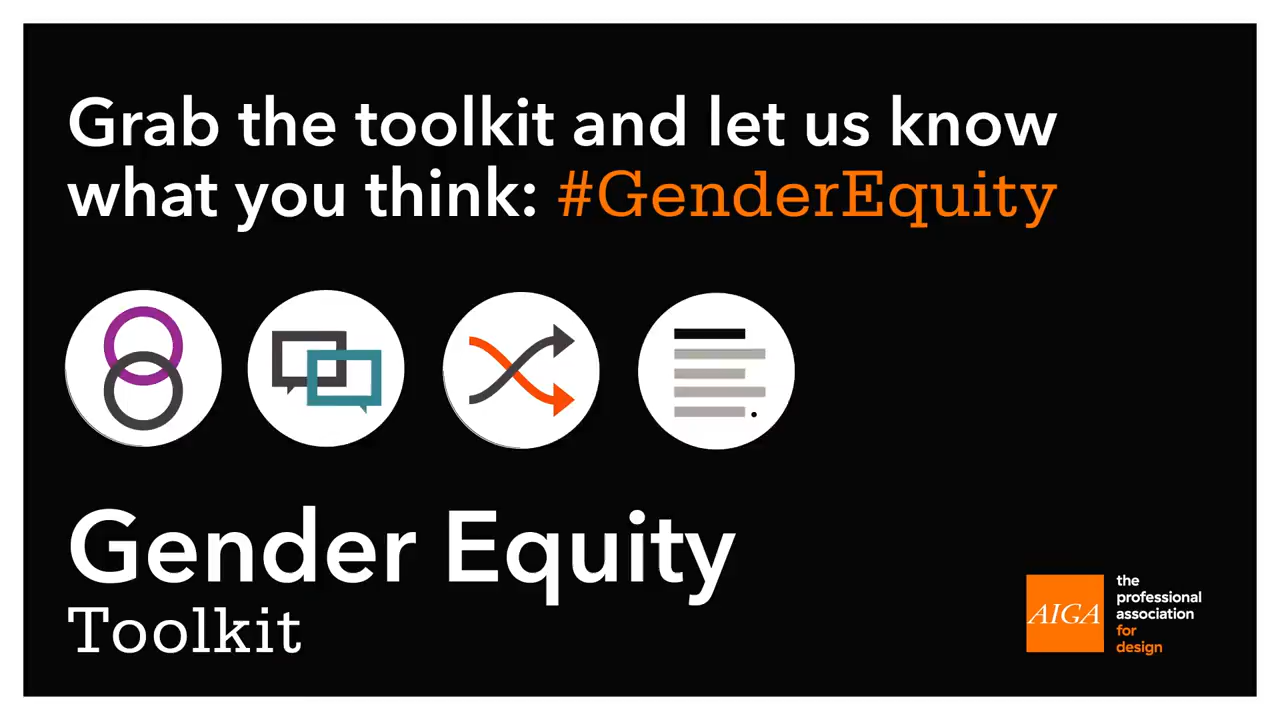 Grab the toolkit and let us know
what you think: #GenderEquity
Gender Equity
Toolkit
AIGA
the
professional
association
for
design